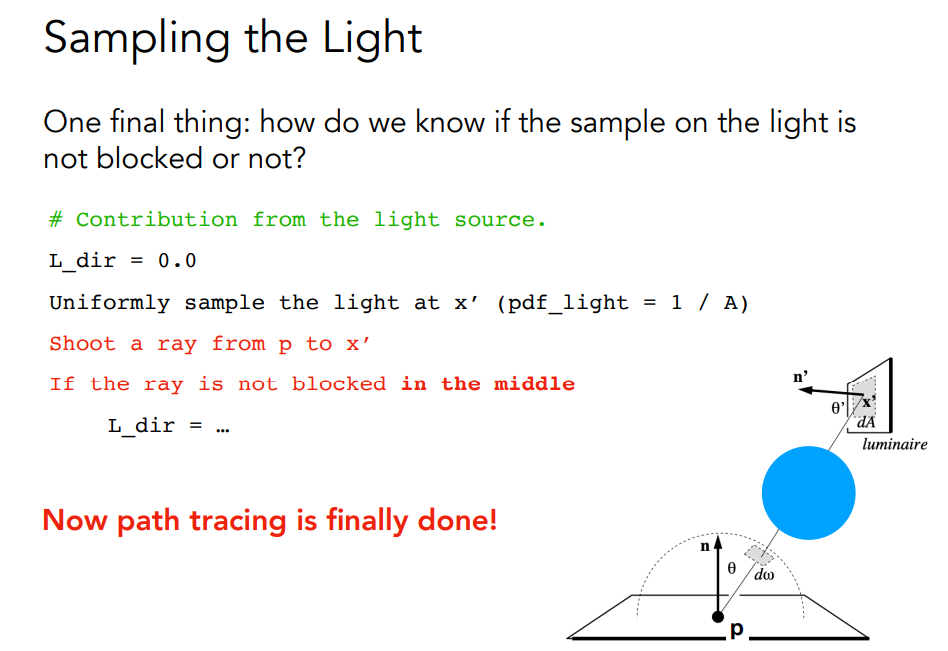 Sampling the Light
One final thing: how do we know if the sample on the light is
not blocked or not?
# Contribution from the light source.
L_dir = 0.0
Uniformly sample the light at x’ (pdf_light = 1 / A)
Shoot a ray from p to x’
If the ray is not blocked in the middle
L_dir = …
Now path tracing is finally done!
n’
θ’
x’
dA
luminaire
n
θ
dω
p